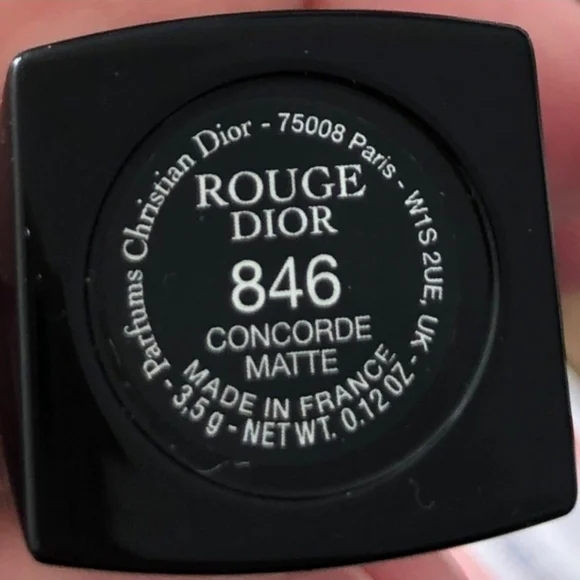 Parfums Christian Dior - 75008 Paris - W1S 2UE, UK -
ROUGE
DIOR
846
CONCORDE
MATTE
MADE IN FRANCE
- 3,5 g - NET WT. 0.12 OZ -